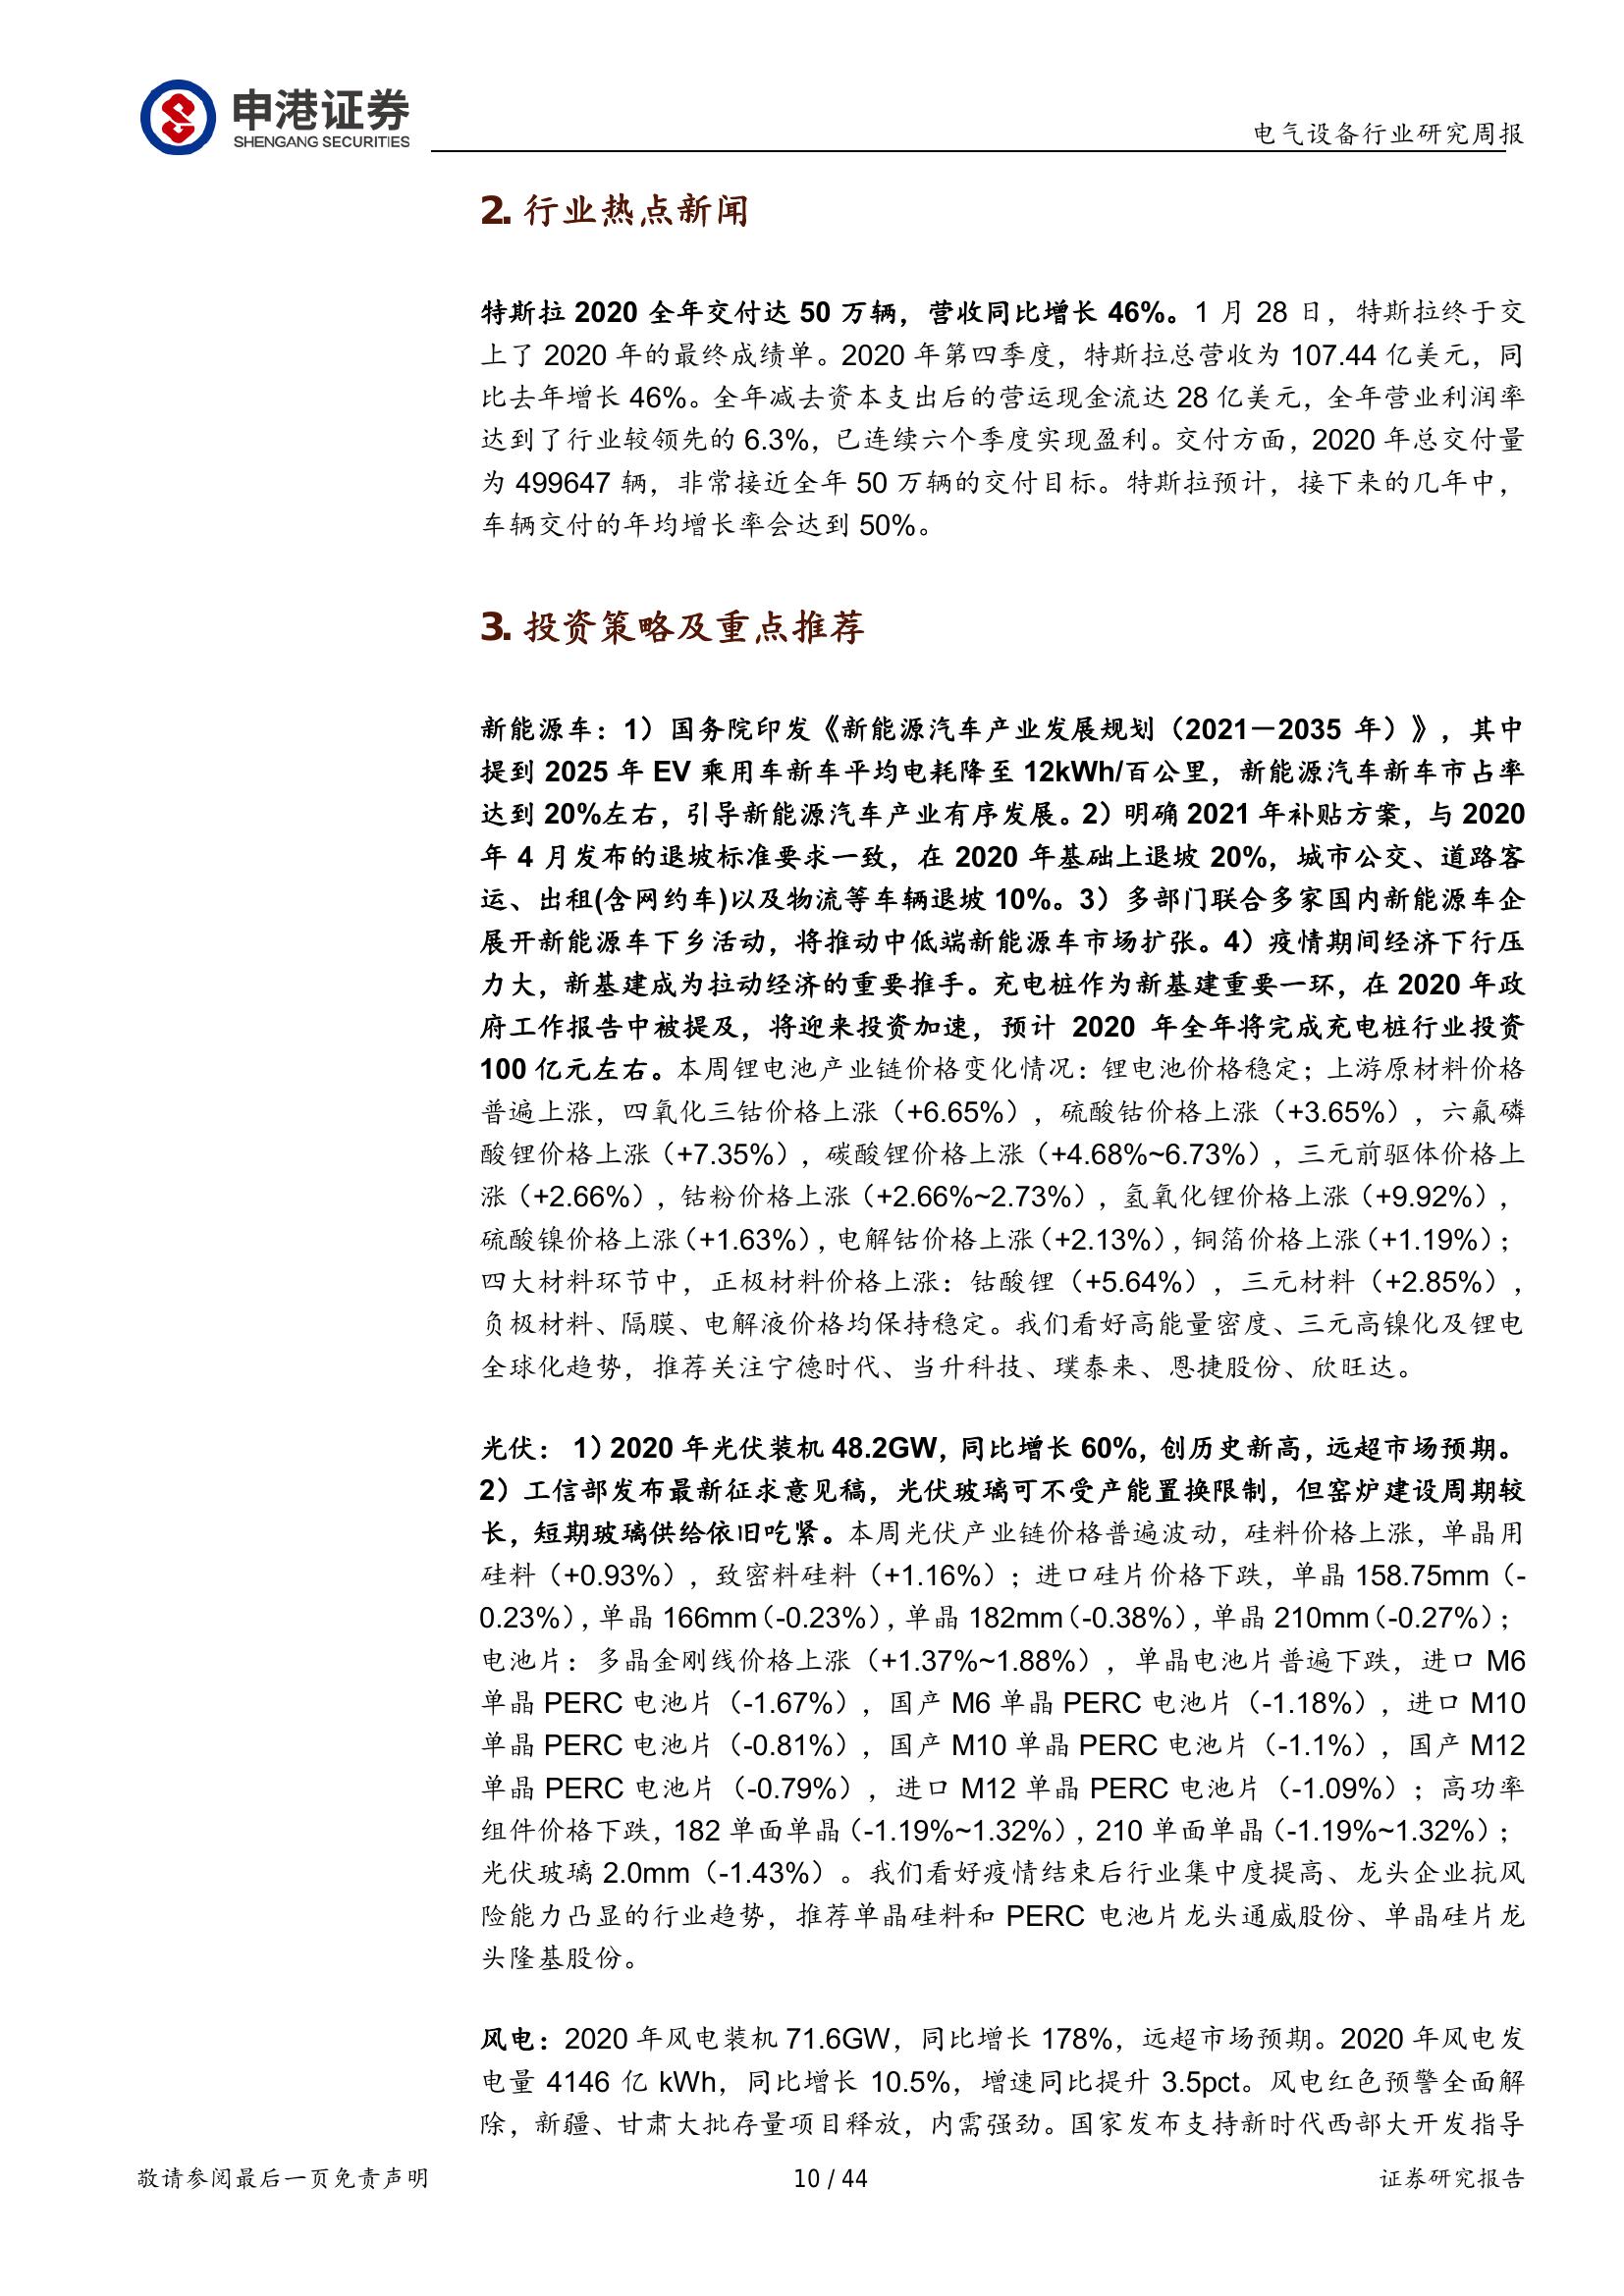 申港证券
SHENGANG SECURITIES
电气设备行业研究周报
2. 行业热点新闻
特斯拉 2020 全年交付达 50 万辆，营收同比增长 46%。1 月 28 日，特斯拉终于交
上了 2020 年的最终成绩单。2020 年第四季度，特斯拉总营收为 107.44 亿美元，同
比去年增长 46%。全年减去资本支出后的营运现金流达 28 亿美元，全年营业利润率
达到了行业较领先的 6.3%，已连续六个季度实现盈利。交付方面，2020 年总交付量
为 499647 辆，非常接近全年 50 万辆的交付目标。特斯拉预计，接下来的几年中，
车辆交付的年均增长率会达到 50%。
3. 投资策略及重点推荐
新能源车：1）国务院印发《新能源汽车产业发展规划（2021－2035 年）》，其中
提到 2025 年 EV 乘用车新车平均电耗降至 12kWh/百公里，新能源汽车新车市占率
达到 20%左右，引导新能源汽车产业有序发展。2）明确 2021 年补贴方案，与 2020
年 4 月发布的退坡标准要求一致，在 2020 年基础上退坡 20%，城市公交、道路客
运、出租(含网约车)以及物流等车辆退坡 10%。3）多部门联合多家国内新能源车企
展开新能源车下乡活动，将推动中低端新能源车市场扩张。4）疫情期间经济下行压
力大，新基建成为拉动经济的重要推手。充电桩作为新基建重要一环，在 2020 年政
府工作报告中被提及，将迎来投资加速，预计 2020 年全年将完成充电桩行业投资
100 亿元左右。本周锂电池产业链价格变化情况：锂电池价格稳定；上游原材料价格
普遍上涨，四氧化三钴价格上涨（+6.65%），硫酸钴价格上涨（+3.65%），六氟磷
酸锂价格上涨（+7.35%），碳酸锂价格上涨（+4.68%~6.73%），三元前驱体价格上
涨（+2.66%），钴粉价格上涨（+2.66%~2.73%），氢氧化锂价格上涨（+9.92%），
硫酸镍价格上涨（+1.63%），电解钴价格上涨（+2.13%），铜箔价格上涨（+1.19%）；
四大材料环节中，正极材料价格上涨：钴酸锂（+5.64%），三元材料（+2.85%），
负极材料、隔膜、电解液价格均保持稳定。我们看好高能量密度、三元高镍化及锂电
全球化趋势，推荐关注宁德时代、当升科技、璞泰来、恩捷股份、欣旺达。
光伏： 1）2020 年光伏装机 48.2GW，同比增长 60%，创历史新高，远超市场预期。
2）工信部发布最新征求意见稿，光伏玻璃可不受产能置换限制，但窑炉建设周期较
长，短期玻璃供给依旧吃紧。本周光伏产业链价格普遍波动，硅料价格上涨，单晶用
硅料（+0.93%），致密料硅料（+1.16%）；进口硅片价格下跌，单晶 158.75mm（-
0.23%），单晶 166mm（-0.23%），单晶 182mm（-0.38%），单晶 210mm（-0.27%）；
电池片：多晶金刚线价格上涨（+1.37%~1.88%），单晶电池片普遍下跌，进口 M6
单晶 PERC 电池片（-1.67%），国产 M6 单晶 PERC 电池片（-1.18%），进口 M10
单晶 PERC 电池片（-0.81%），国产 M10 单晶 PERC 电池片（-1.1%），国产 M12
单晶 PERC 电池片（-0.79%），进口 M12 单晶 PERC 电池片（-1.09%）；高功率
组件价格下跌，182 单面单晶（-1.19%~1.32%），210 单面单晶（-1.19%~1.32%）；
光伏玻璃 2.0mm（-1.43%）。我们看好疫情结束后行业集中度提高、龙头企业抗风
险能力凸显的行业趋势，推荐单晶硅料和 PERC 电池片龙头通威股份、单晶硅片龙
头隆基股份。
风电：2020 年风电装机 71.6GW，同比增长 178%，远超市场预期。2020 年风电发
电量 4146 亿 kWh，同比增长 10.5%，增速同比提升 3.5pct。风电红色预警全面解
除，新疆、甘肃大批存量项目释放，内需强劲。国家发布支持新时代西部大开发指导
敬请参阅最后一页免责声明
10 / 44
证券研究报告